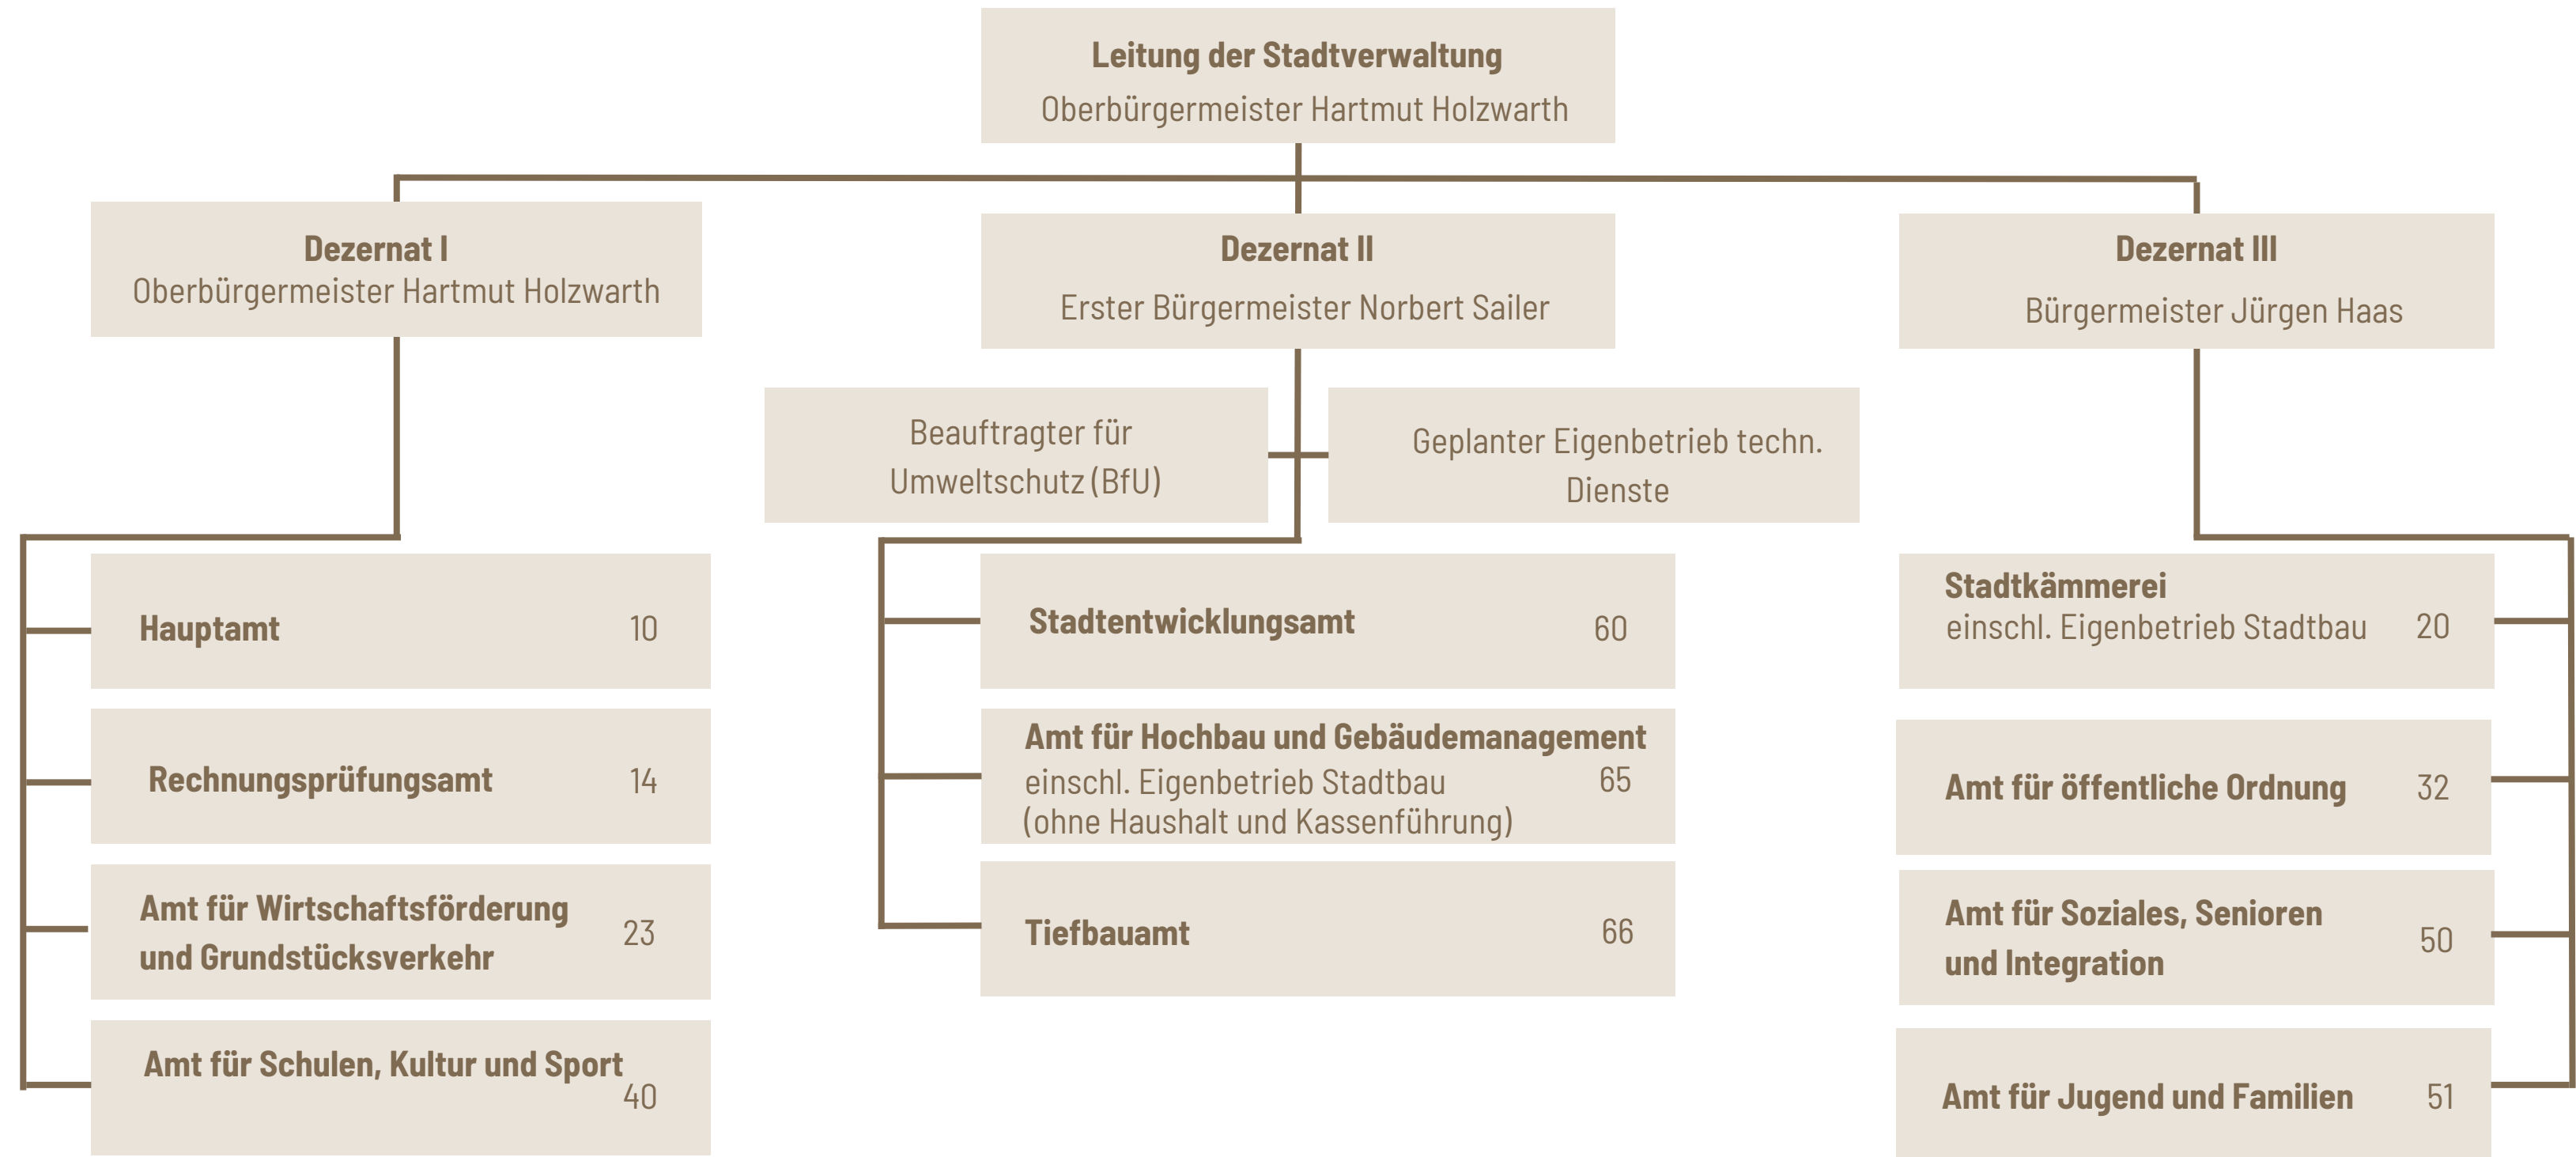 Leitung der Stadtverwaltung
Oberbürgermeister Hartmut Holzwarth
Dezernat I
Oberbürgermeister Hartmut Holzwarth
Dezernat II
Erster Bürgermeister Norbert Sailer
Dezernat III
Bürgermeister Jürgen Haas
Beauftragter für
Umweltschutz (BfU)
Geplanter Eigenbetrieb techn.
Dienste
Hauptamt 10
Rechnungsprüfungsamt 14
Amt für Wirtschaftsförderung
und Grundstücksverkehr
23
Amt für Schulen, Kultur und Sport
40
Stadtentwicklungsamt 60
Amt für Hochbau und Gebäudemanagement
einschl. Eigenbetrieb Stadtbau 65
(ohne Haushalt und Kassenführung)
Tiefbauamt 66
Stadtkämmerei
einschl. Eigenbetrieb Stadtbau 20
Amt für öffentliche Ordnung 32
Amt für Soziales, Senioren
und Integration
50
Amt für Jugend und Familien 51